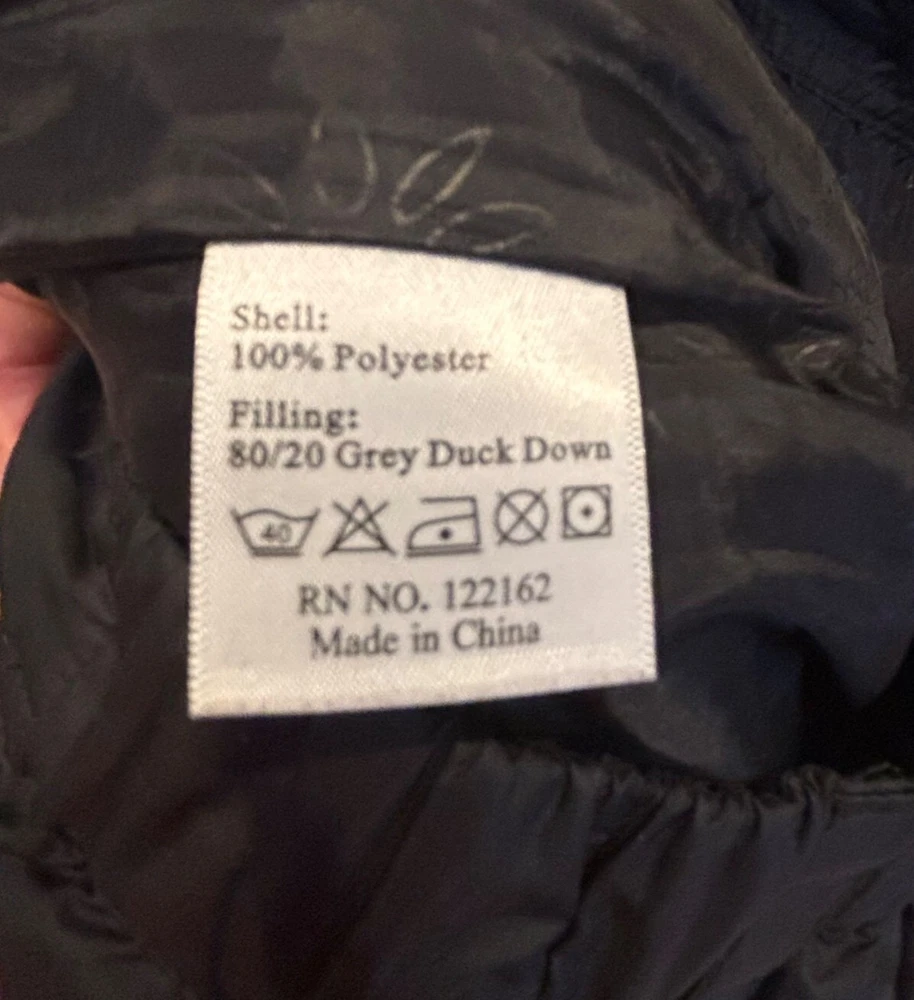 Shell:
100% Polyester
Filling:
80/20 Grey Duck Down
40
RN NO. 122162
Made in China